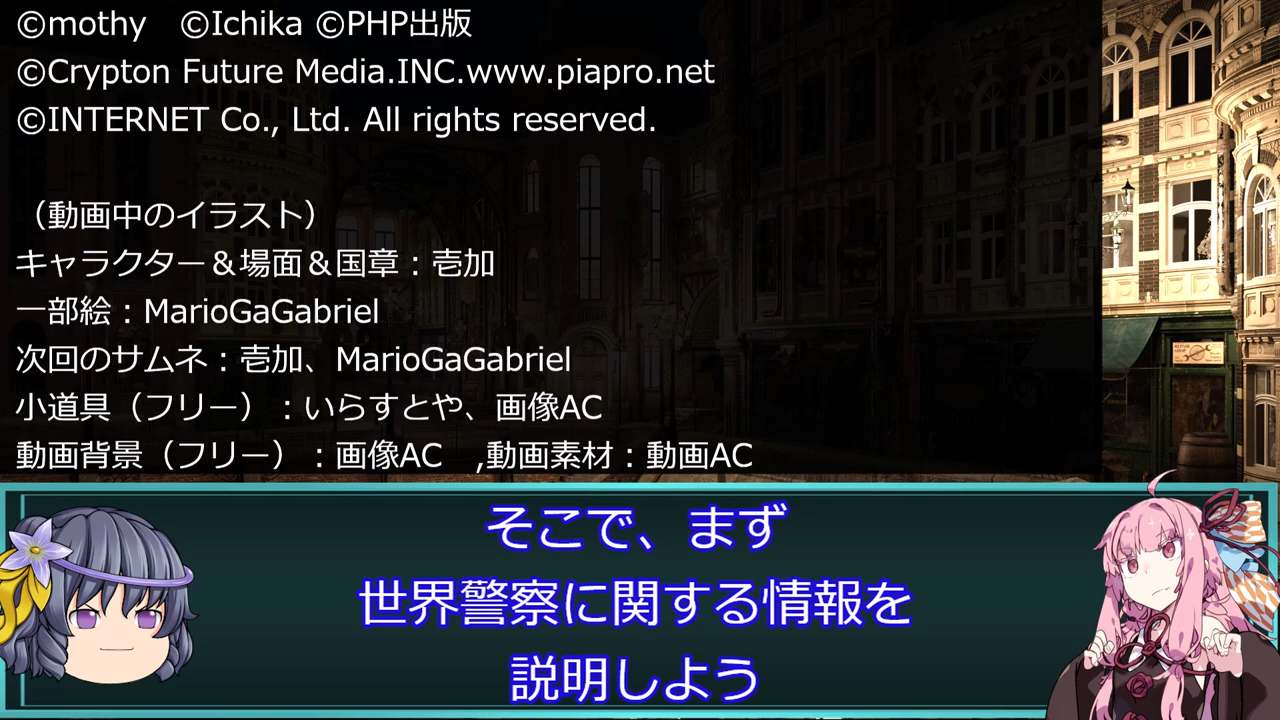 ©mothy　©Ichika ©PHP出版
©Crypton Future Media.INC.www.piapro.net
©INTERNET Co., Ltd. All rights reserved.
（動画中のイラスト）
キャラクター＆場面＆国章：壱加
一部絵：MarioGaGabriel
次回のサムネ：壱加、MarioGaGabriel
小道具（フリー）：いらすとや、画像AC
動画背景（フリー）：画像AC　,動画素材：動画AC
そこで、まず
世界警察に関する情報を
説明しよう